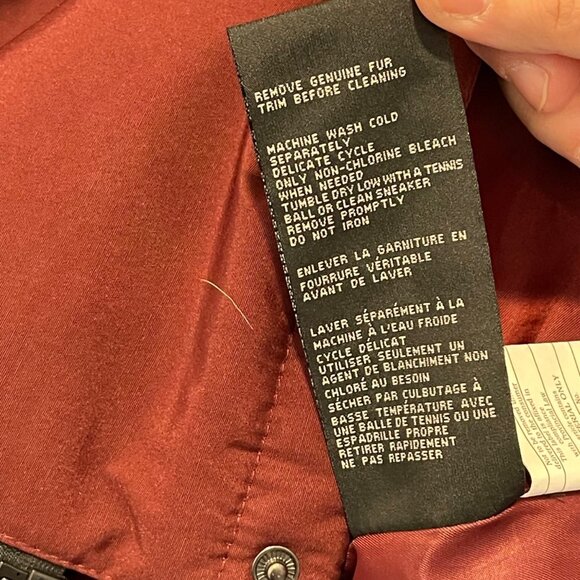 REMOVE GENUINE FUR
TRIM BEFORE CLEANING
MACHINE WASH COLD
SEPARATELY
DELICATE CYCLE
ONLY NON-CHLORINE BLEACH
WHEN NEEDED
TUMBLE DRY LOW WITH A TENNIS
BALL OR CLEAN SNEAKER
REMOVE PROMPTLY
DO NOT IRON
ENLEVER LA GARNITURE EN
FOURRURE VÉRITABLE
AVANT DE LAVER
LAVER SÉPARÉMENT À LA
MACHINE À L'EAU FROIDE
CYCLE DÉLICAT
UTILISER SEULEMENT UN
AGENT DE BLANCHIMENT NON
CHLORÉ AU BESOIN
SÉCHER PAR CULBUTAGE À
BASSE TEMPÉRATURE AVEC
UNE BALLE DE TENNIS OU UNE
ESPADRILLE PROPRE
RETIRER RAPIDEMENT
NE PAS REPASSER